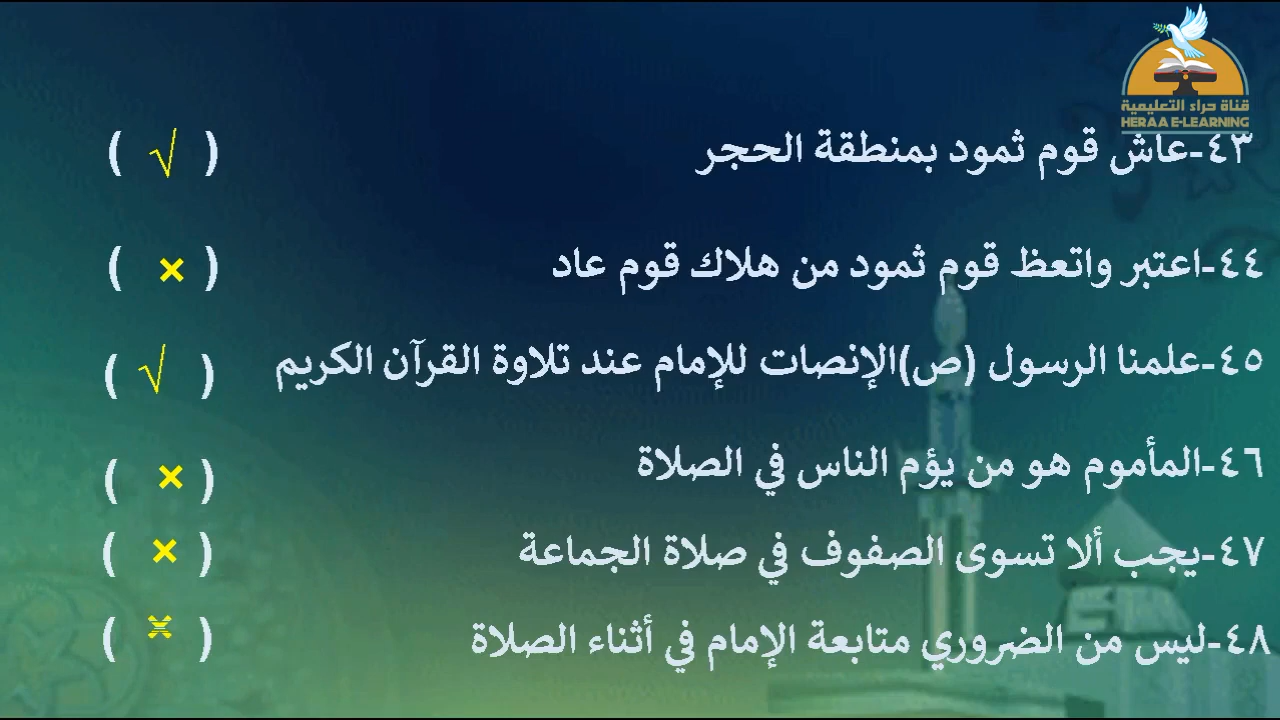 قناة حراء التعليمية
HERAA E-LEARNING
٤٣-عاش قوم ثمود بمنطقة الحجر ( √ )
٤٤-اعتبر واتعظ قوم ثمود من هلاك قوم عاد ( × )
٤٥-علمنا الرسول (ص)الإنصات للإمام عند تلاوة القرآن الكريم ( √ )
٤٦-المأموم هو من يؤم الناس في الصلاة ( × )
٤٧-يجب ألا تسوى الصفوف في صلاة الجماعة ( × )
٤٨-ليس من الضروري متابعة الإمام في أثناء الصلاة ( × )